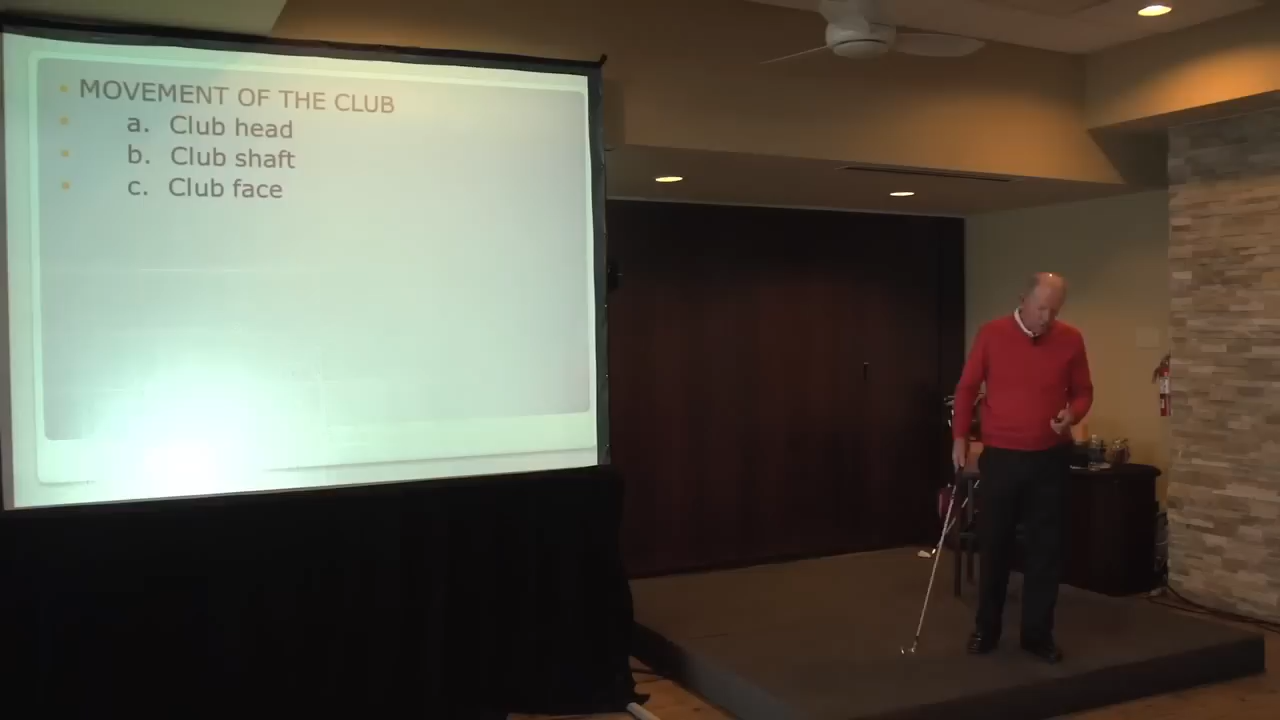 MOVEMENT OF THE CLUB
a. Club head
b. Club shaft
c. Club face